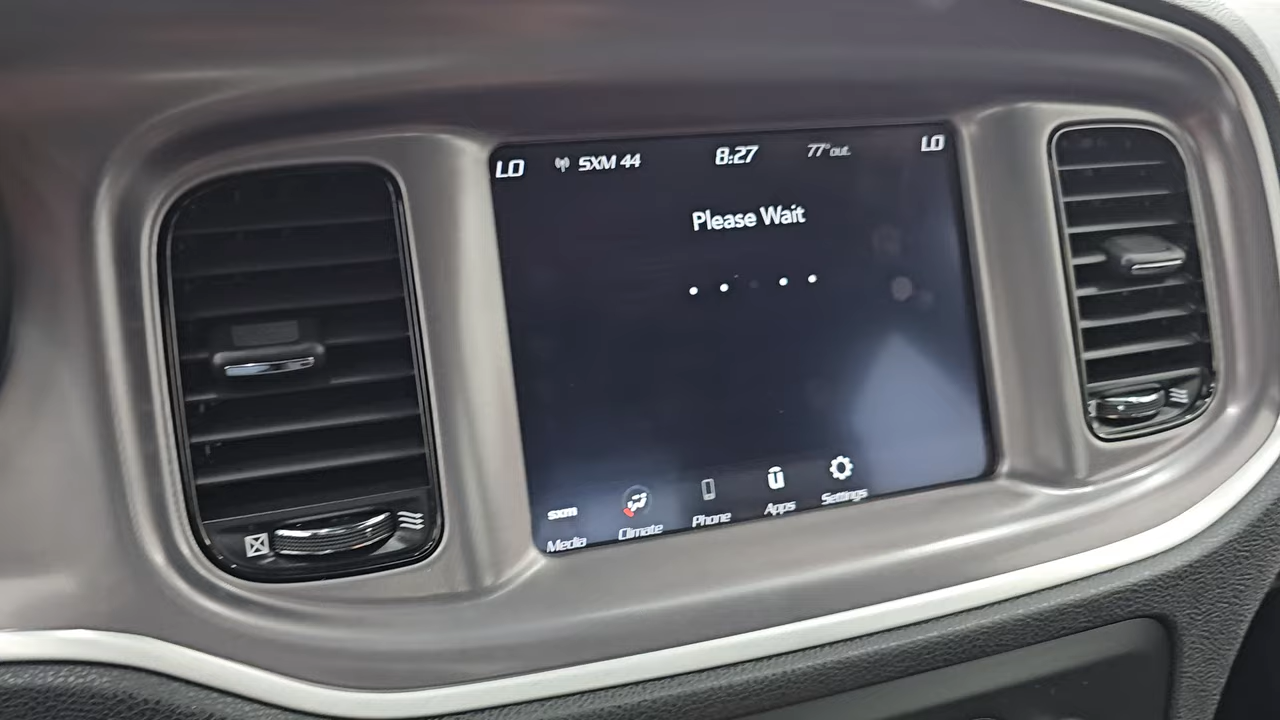 LO SXM 44 8:27 77° out. LO
Please Wait
sxm
Media Climate Phone Apps Settings